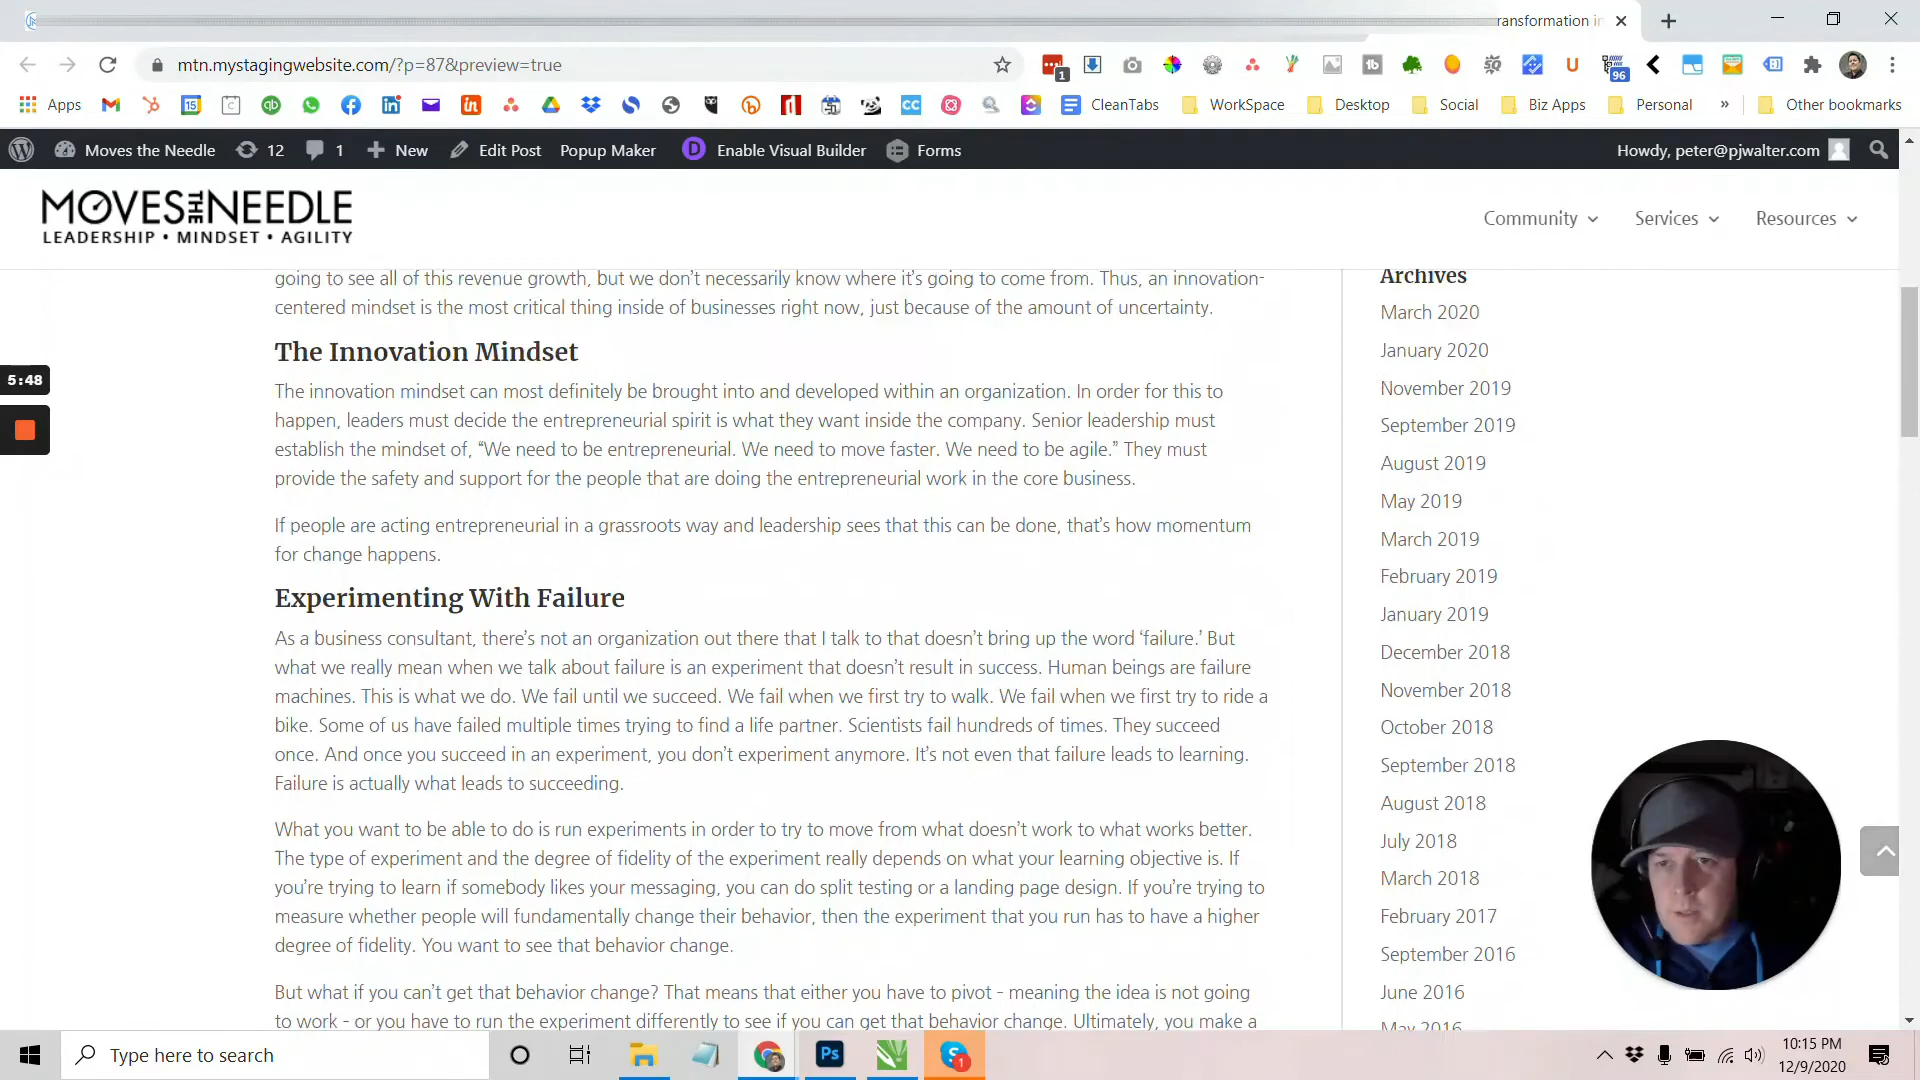 ransformation in
mtn.mystagingwebsite.com/?p=87&preview=true
1
96
Apps
15
CC
CleanTabs
WorkSpace
Desktop
Social
Biz Apps
Personal
»
Other bookmarks
Moves the Needle
12
1
New
Edit Post
Popup Maker
D
Enable Visual Builder
Forms
Howdy, peter@pjwalter.com
MOVES THE NEEDLE
LEADERSHIP • MINDSET • AGILITY
Community
Services
Resources
going to see all of this revenue growth, but we don’t necessarily know where it’s going to come from. Thus, an innovation-
centered mindset is the most critical thing inside of businesses right now, just because of the amount of uncertainty.
The Innovation Mindset
The innovation mindset can most definitely be brought into and developed within an organization. In order for this to
happen, leaders must decide the entrepreneurial spirit is what they want inside the company. Senior leadership must
establish the mindset of, “We need to be entrepreneurial. We need to move faster. We need to be agile.” They must
provide the safety and support for the people that are doing the entrepreneurial work in the core business.
If people are acting entrepreneurial in a grassroots way and leadership sees that this can be done, that’s how momentum
for change happens.
Experimenting With Failure
As a business consultant, there’s not an organization out there that I talk to that doesn’t bring up the word ‘failure.’ But
what we really mean when we talk about failure is an experiment that doesn’t result in success. Human beings are failure
machines. This is what we do. We fail until we succeed. We fail when we first try to walk. We fail when we first try to ride a
bike. Some of us have failed multiple times trying to find a life partner. Scientists fail hundreds of times. They succeed
once. And once you succeed in an experiment, you don’t experiment anymore. It’s not even that failure leads to learning.
Failure is actually what leads to succeeding.
What you want to be able to do is run experiments in order to try to move from what doesn’t work to what works better.
The type of experiment and the degree of fidelity of the experiment really depends on what your learning objective is. If
you’re trying to learn if somebody likes your messaging, you can do split testing or a landing page design. If you’re trying to
measure whether people will fundamentally change their behavior, then the experiment that you run has to have a higher
degree of fidelity. You want to see that behavior change.
But what if you can’t get that behavior change? That means that either you have to pivot – meaning the idea is not going
to work – or you have to run the experiment differently to see if you can get that behavior change. Ultimately, you make a
Archives
March 2020
January 2020
November 2019
September 2019
August 2019
May 2019
March 2019
February 2019
January 2019
December 2018
November 2018
October 2018
September 2018
August 2018
July 2018
March 2018
February 2017
September 2016
June 2016
May 2016
5:48
Type here to search
Ps
S
1
10:15 PM
12/9/2020